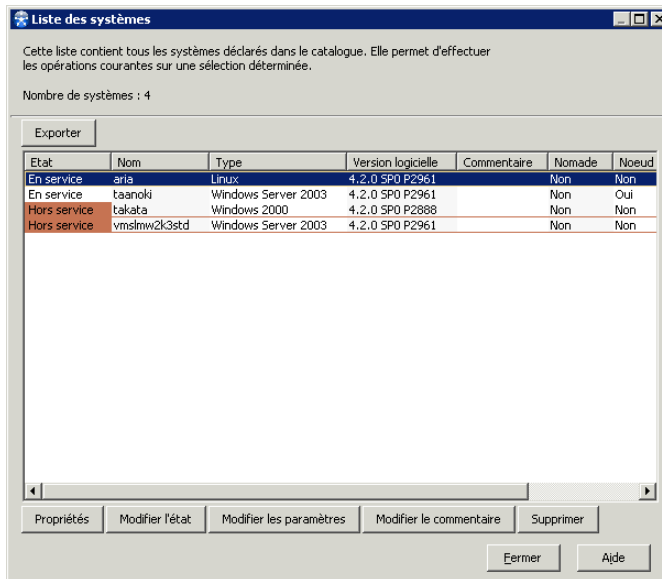 Liste des systèmes
Cette liste contient tous les systèmes déclarés dans le catalogue. Elle permet d'effectuer
les opérations courantes sur une sélection déterminée.
Nombre de systèmes : 4
Exporter
Etat Nom Type Version logicielle Commentaire Nomade Noeud
En service aria Linux 4.2.0 SP0 P2961 Non Non
En service taanoki Windows Server 2003 4.2.0 SP0 P2961 Non Oui
Hors service takata Windows 2000 4.2.0 SP0 P2888 Non Non
Hors service vmslmw2k3std Windows Server 2003 4.2.0 SP0 P2961 Non Non
Propriétés Modifier l'état Modifier les paramètres Modifier le commentaire Supprimer
Fermer Aide